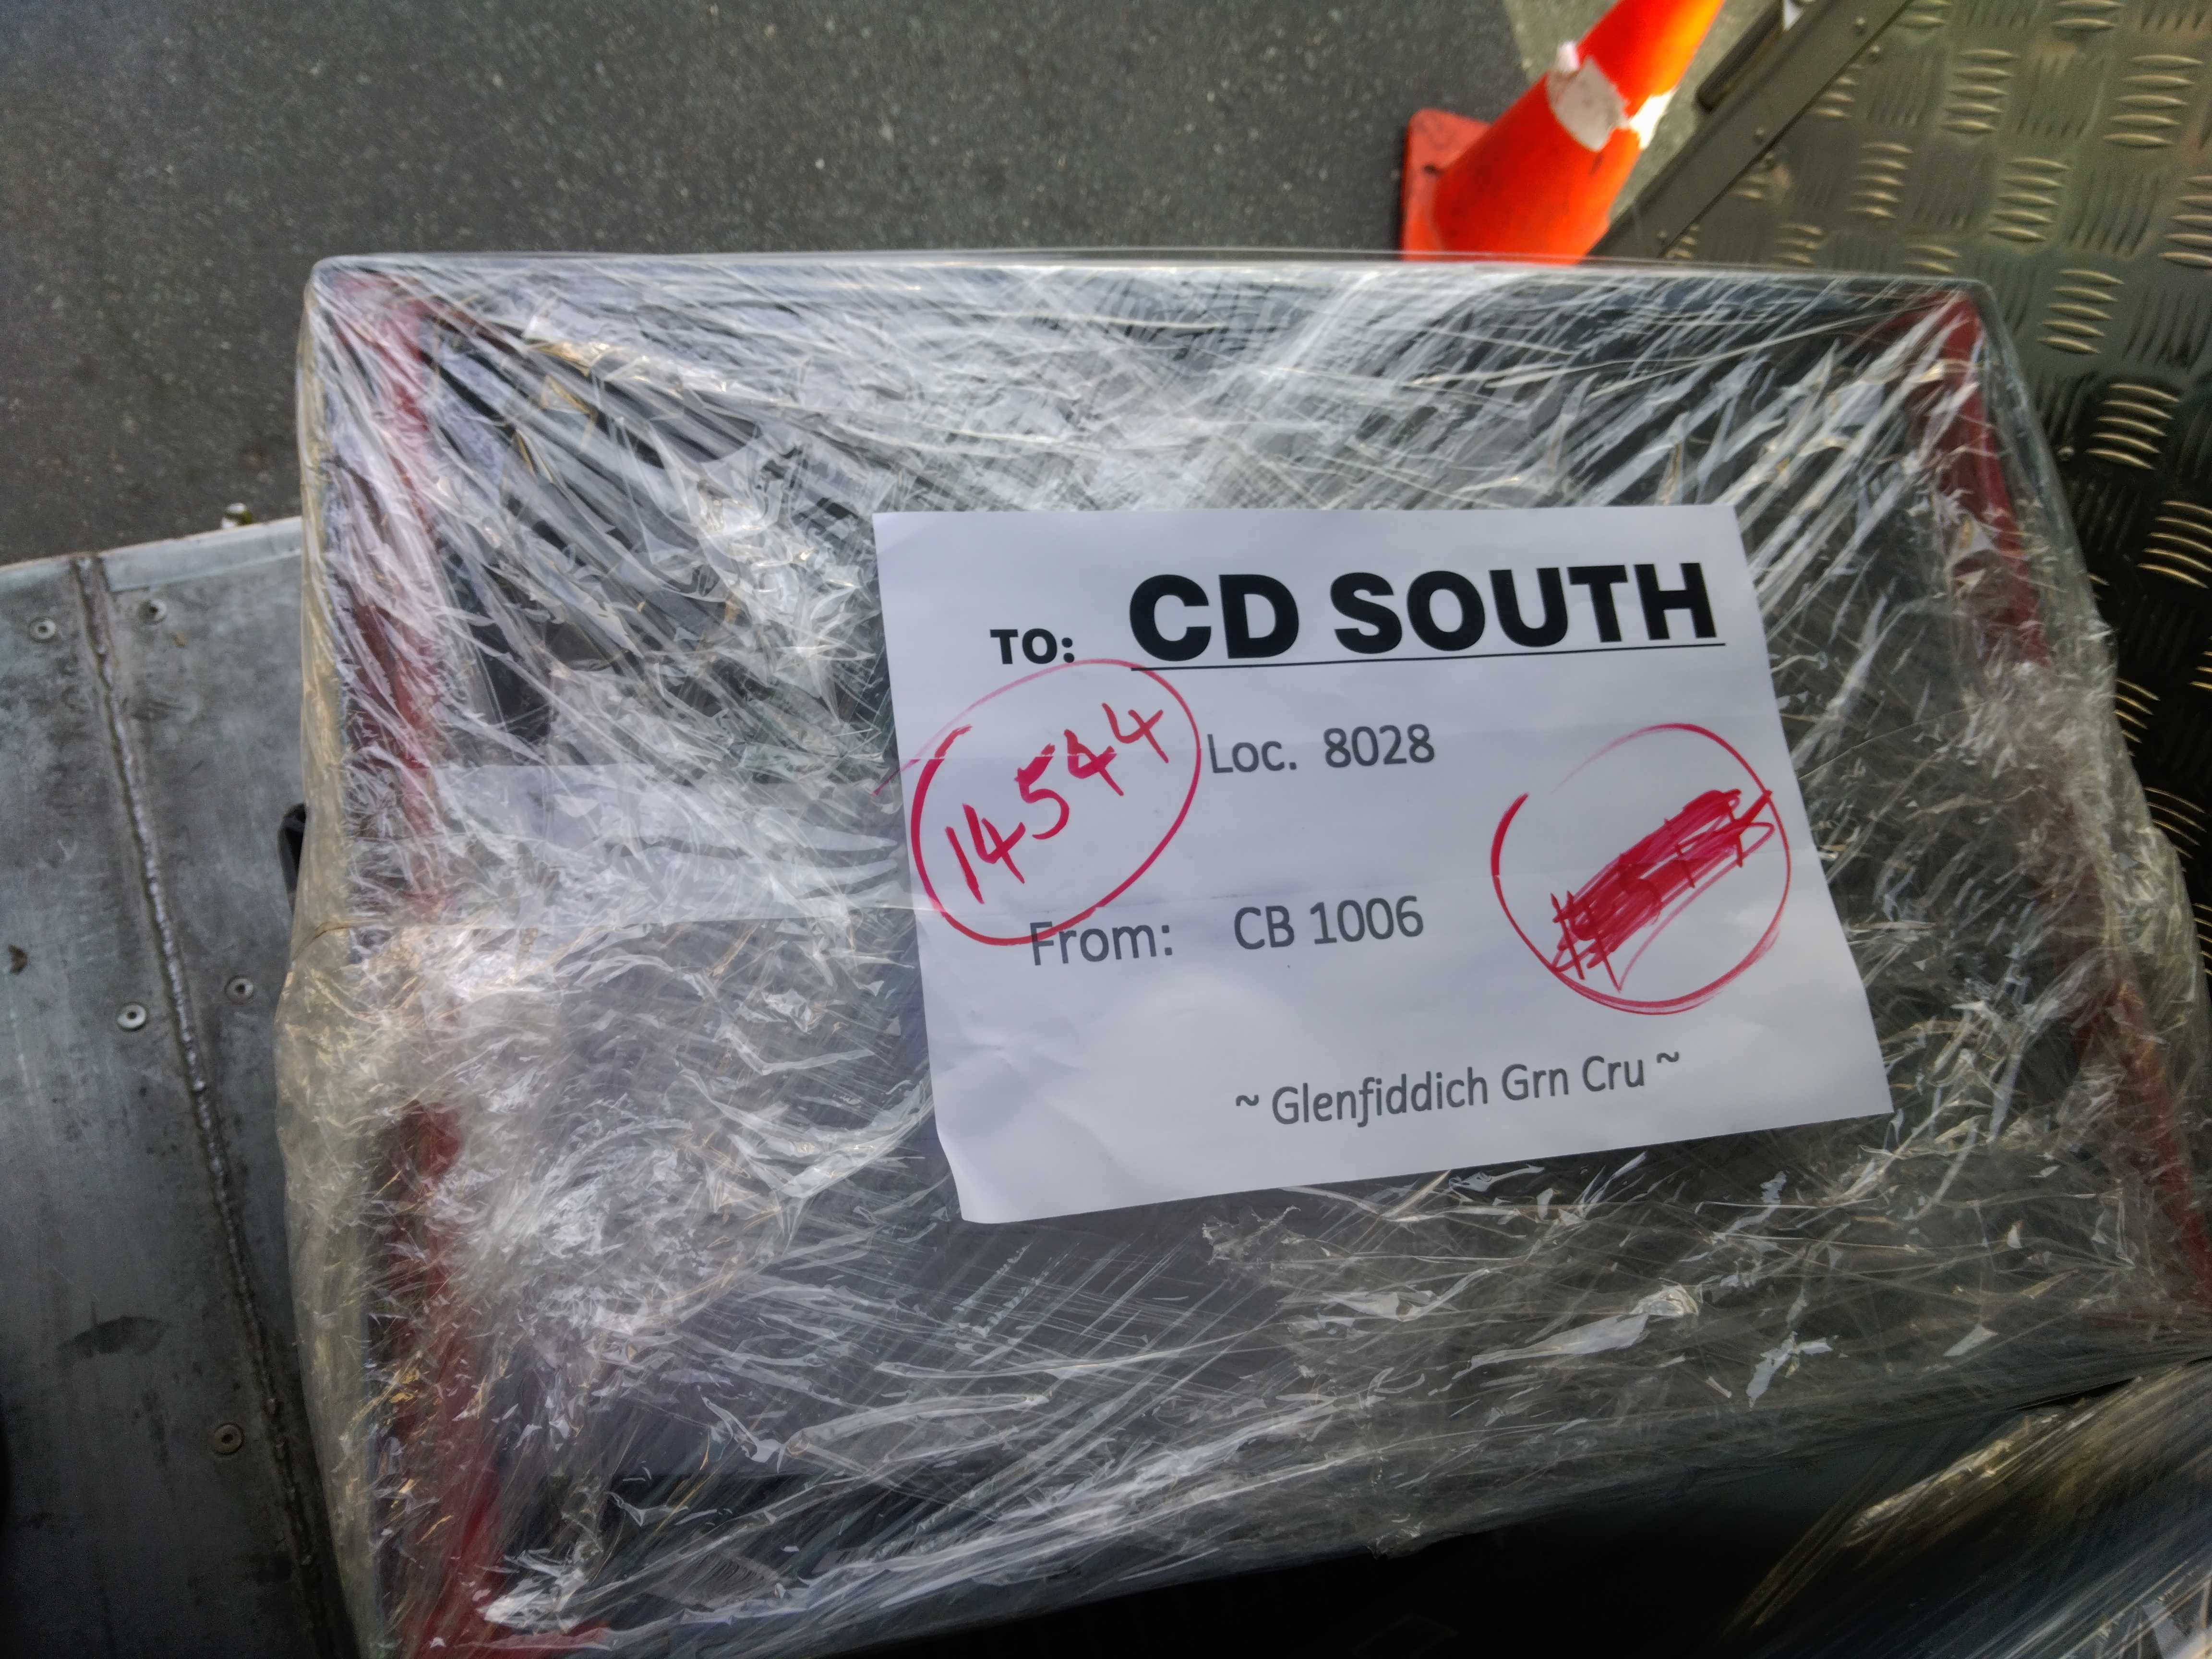 TO: CD SOUTH
14544
Loc. 8028
From: CB 1006
~ Glenfiddich Grn Cru ~